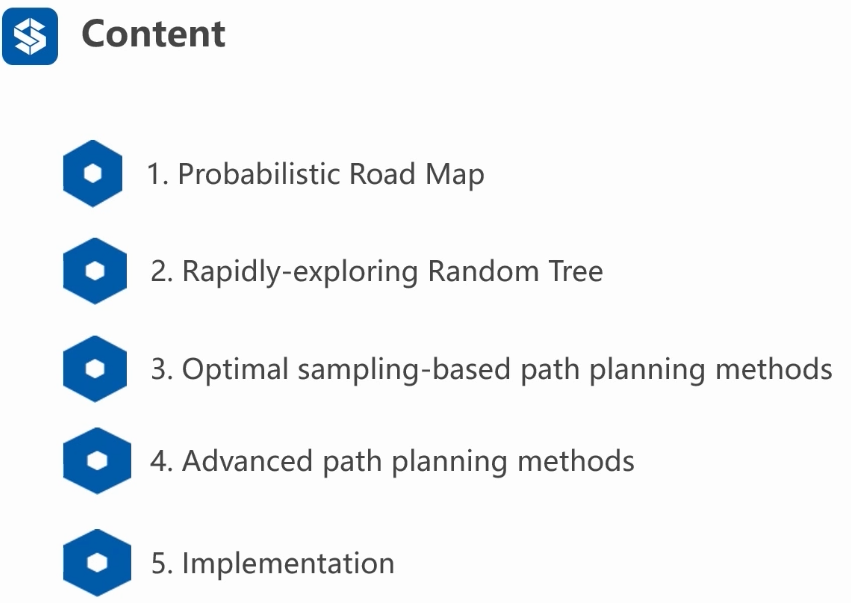 Content
1. Probabilistic Road Map
2. Rapidly-exploring Random Tree
3. Optimal sampling-based path planning methods
4. Advanced path planning methods
5. Implementation